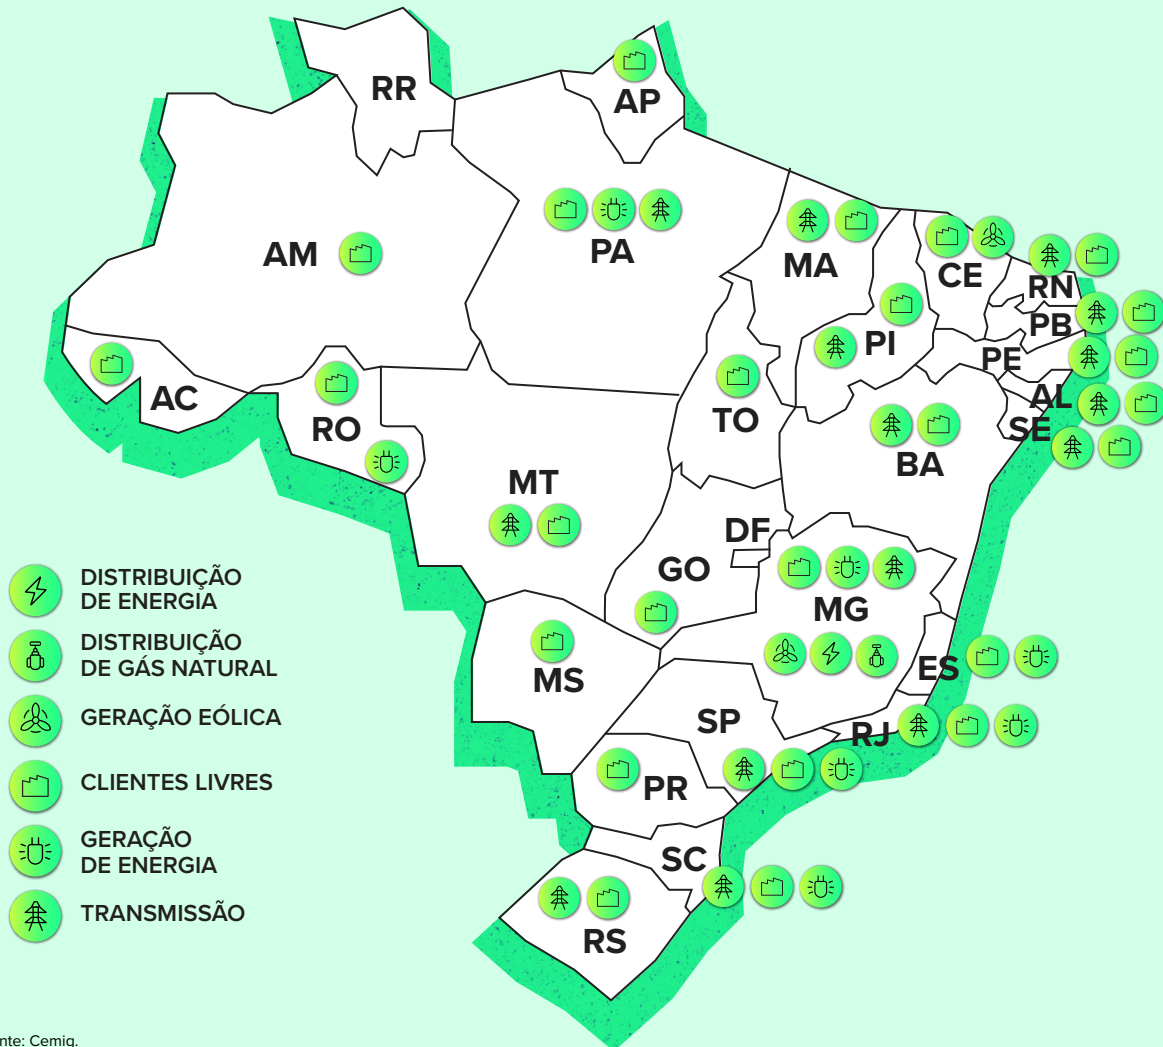 RR
AP
AM
PA
MA
CE
RN
PB
PI
PE
AC
TO
AL
RO
SE
BA
MT
DF
GO
MG
MS
ES
SP
RJ
PR
SC
RS
DISTRIBUIÇÃO
DE ENERGIA
DISTRIBUIÇÃO
DE GÁS NATURAL
GERAÇÃO EÓLICA
CLIENTES LIVRES
GERAÇÃO
DE ENERGIA
TRANSMISSÃO
nte: Cemig.